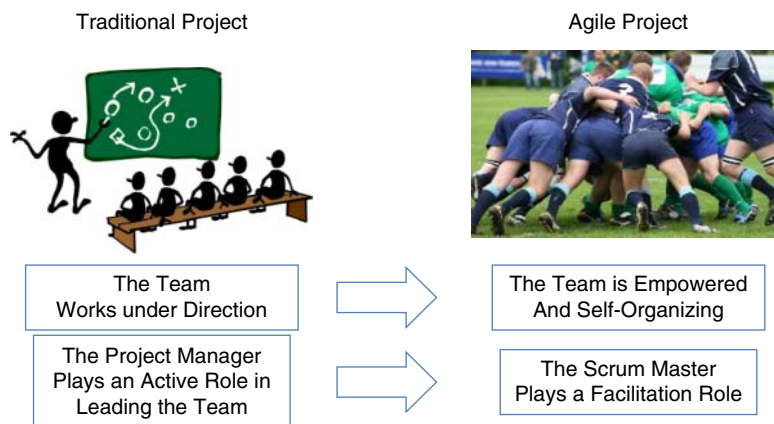 Traditional Project
Agile Project
The Team
Works under Direction
The Team is Empowered
And Self-Organizing
The Project Manager
Plays an Active Role in
Leading the Team
The Scrum Master
Plays a Facilitation Role